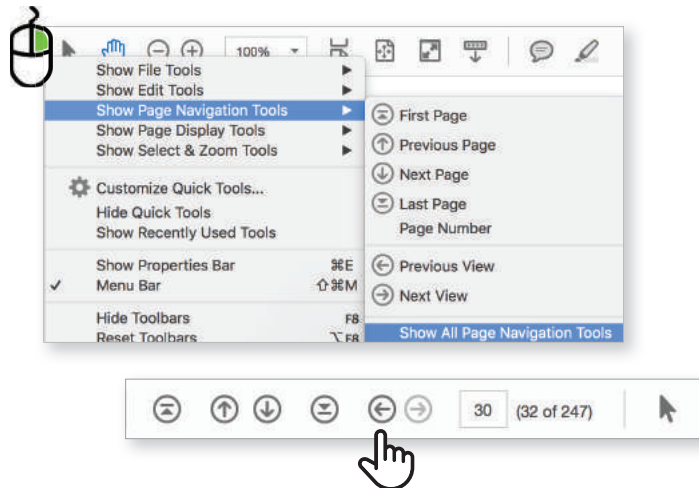 100%
Show File Tools
Show Edit Tools
Show Page Navigation Tools
Show Page Display Tools
Show Select & Zoom Tools
Customize Quick Tools...
Hide Quick Tools
Show Recently Used Tools
Show Properties Bar ⌘E
✓ Menu Bar ⇧⌘M
Hide Toolbars F8
Reset Toolbars ⌥F8
First Page
Previous Page
Next Page
Last Page
Page Number
Previous View
Next View
Show All Page Navigation Tools
30 (32 of 247)